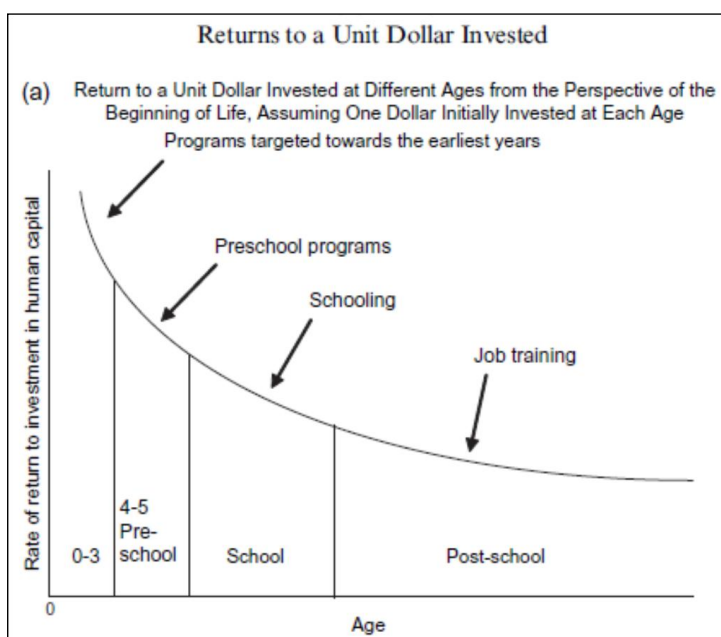 Returns to a Unit Dollar Invested
(a) Return to a Unit Dollar Invested at Different Ages from the Perspective of the
Beginning of Life, Assuming One Dollar Initially Invested at Each Age
Programs targeted towards the earliest years
Rate of return to investment in human capital
Preschool programs
Schooling
Job training
0-3
4-5
Pre-
school
School
Post-school
0
Age